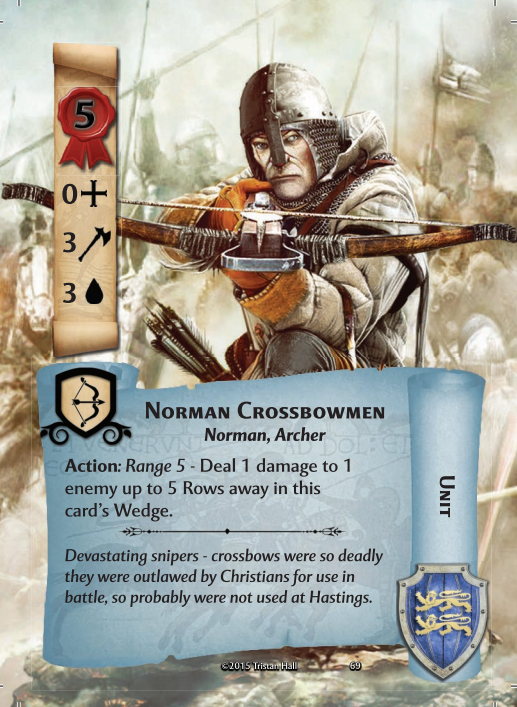 5
0
3
3
Norman Crossbowmen
Norman, Archer
Action: Range 5 - Deal 1 damage to 1
enemy up to 5 Rows away in this
card's Wedge.
Devastating snipers - crossbows were so deadly
they were outlawed by Christians for use in
battle, so probably were not used at Hastings.
Unit
©2015 Tristan Hall
69